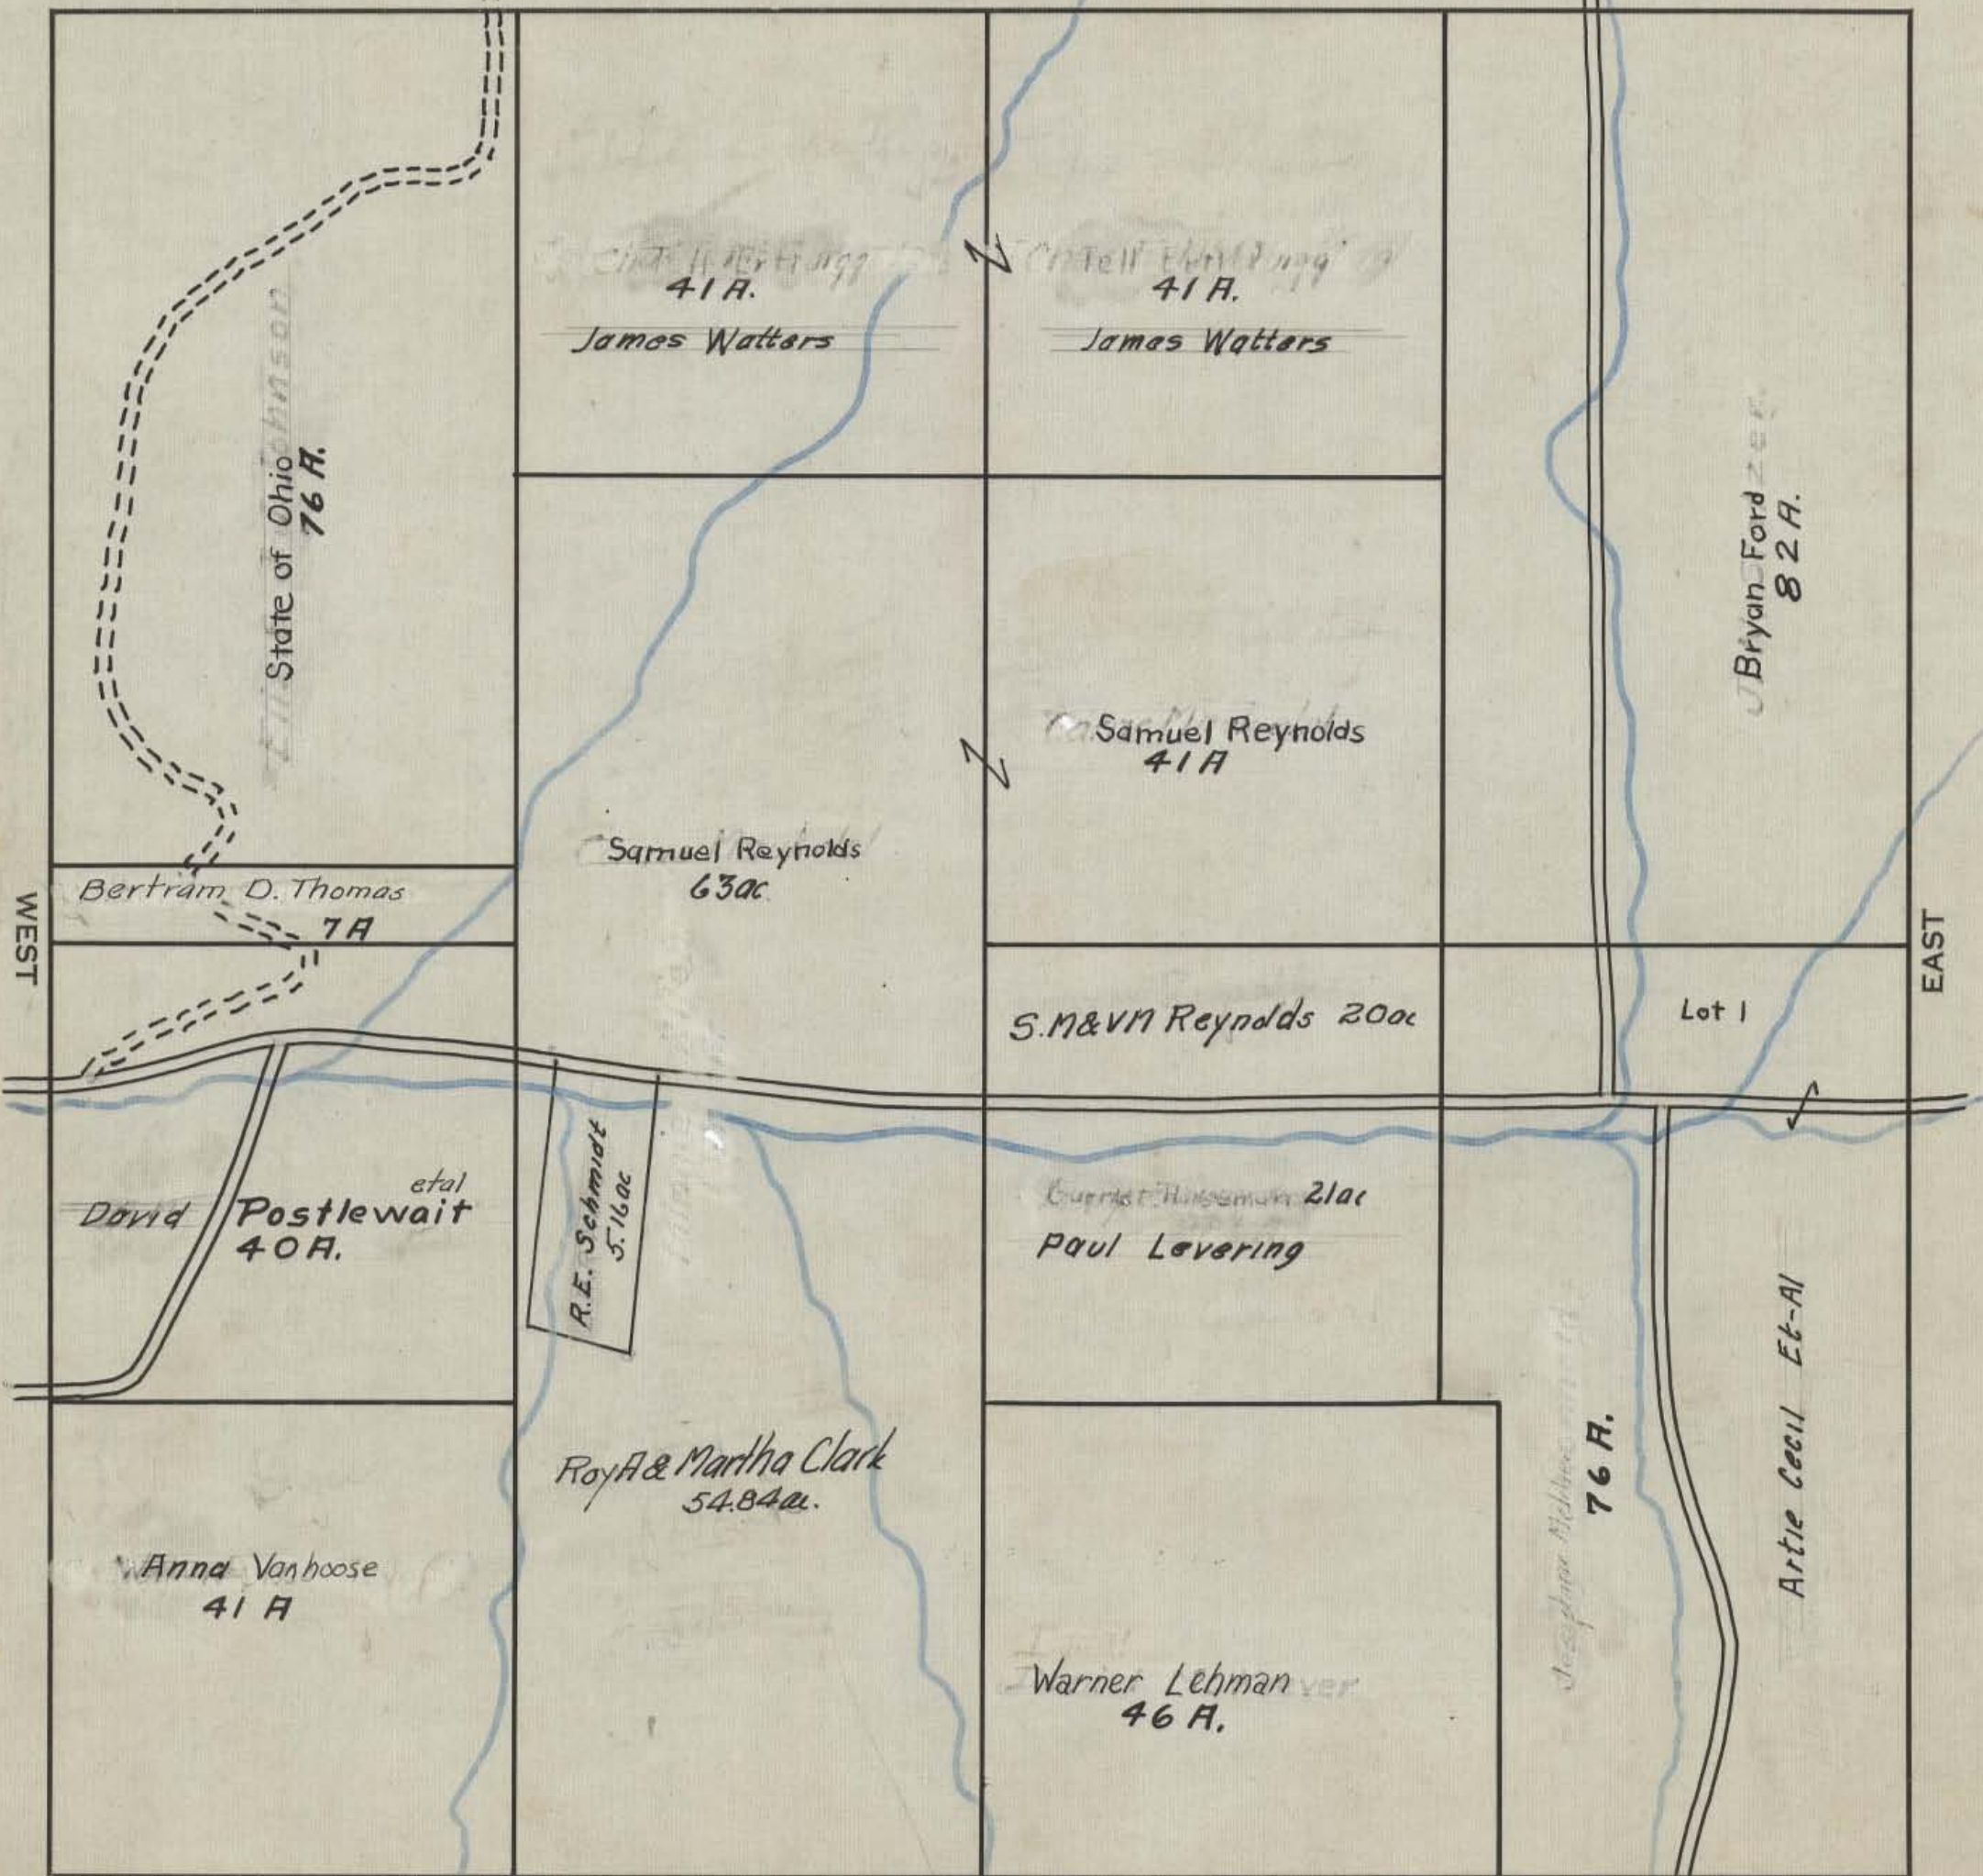 41 A.
James Watters
41 A.
James Watters
State of Ohio
76 A.
Bryan Ford
82 A.
Samuel Reynolds
41 A
Samuel Reynolds
63ac.
Bertram D. Thomas
7 A
WEST
EAST
S.M&VM Reynolds 20ac
Lot 1
David Postlewait etal
40 A.
R.E. Schmidt
5.16ac
21ac
Paul Levering
Roy A & Martha Clark
54.84ac.
76 A.
Artie Cecil Et-Al
Anna Vanhoose
41 A
Warner Lehman
46 A.